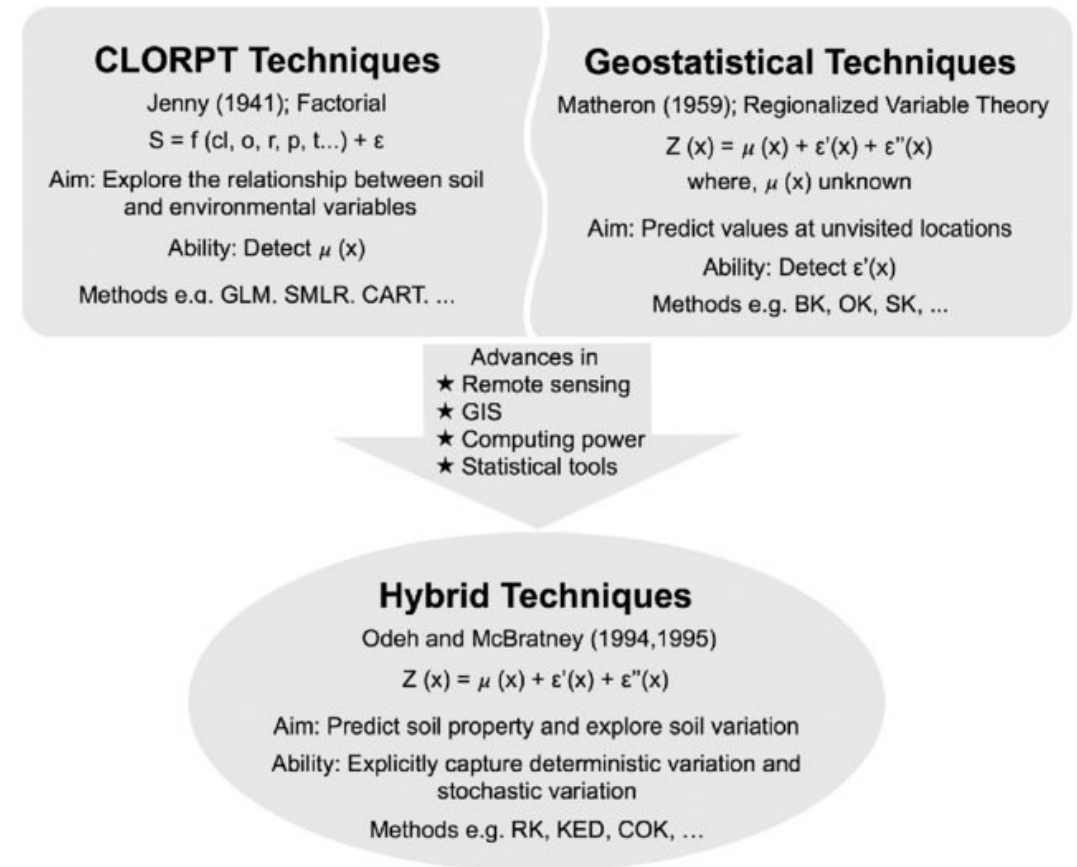 CLORPT Techniques
Jenny (1941); Factorial
S = f (cl, o, r, p, t...) + ε
Aim: Explore the relationship between soil
and environmental variables
Ability: Detect μ (x)
Methods e.g. GLM. SMLR. CART. ...
Geostatistical Techniques
Matheron (1959); Regionalized Variable Theory
Z (x) = μ (x) + ε'(x) + ε"(x)
where, μ (x) unknown
Aim: Predict values at unvisited locations
Ability: Detect ε'(x)
Methods e.g. BK, OK, SK, ...
Advances in
★ Remote sensing
★ GIS
★ Computing power
★ Statistical tools
Hybrid Techniques
Odeh and McBratney (1994,1995)
Z (x) = μ (x) + ε'(x) + ε"(x)
Aim: Predict soil property and explore soil variation
Ability: Explicitly capture deterministic variation and
stochastic variation
Methods e.g. RK, KED, COK, ...